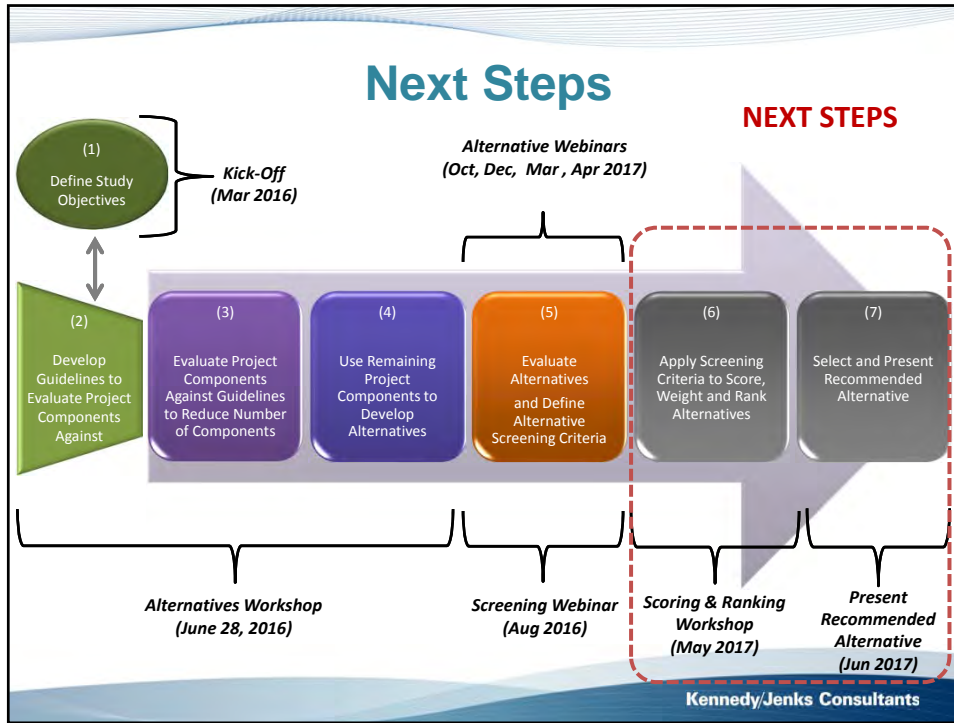 Next Steps
NEXT STEPS
(1)
Define Study
Objectives
Kick-Off
(Mar 2016)
Alternative Webinars
(Oct, Dec, Mar , Apr 2017)
(2)
Develop
Guidelines to
Evaluate Project
Components
Against
(3)
Evaluate Project
Components
Against Guidelines
to Reduce Number
of Components
(4)
Use Remaining
Project
Components to
Develop
Alternatives
(5)
Evaluate
Alternatives
and Define
Alternative
Screening Criteria
(6)
Apply Screening
Criteria to Score,
Weight and Rank
Alternatives
(7)
Select and Present
Recommended
Alternative
Alternatives Workshop
(June 28, 2016)
Screening Webinar
(Aug 2016)
Scoring & Ranking
Workshop
(May 2017)
Present
Recommended
Alternative
(Jun 2017)
Kennedy/Jenks Consultants